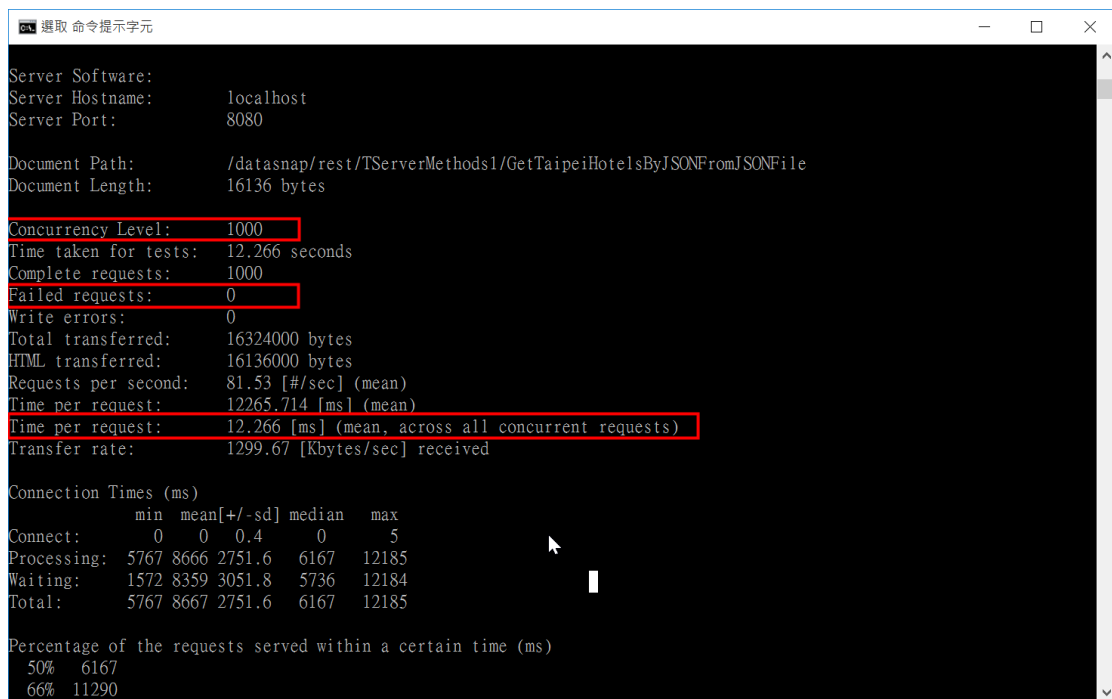 選取 命令提示字元
Server Software:
Server Hostname: localhost
Server Port: 8080
Document Path: /datasnap/rest/TServerMethods1/GetTaipeiHotelsByJSONFromJSONFile
Document Length: 16136 bytes
Concurrency Level: 1000
Time taken for tests: 12.266 seconds
Complete requests: 1000
Failed requests: 0
Write errors: 0
Total transferred: 16324000 bytes
HTML transferred: 16136000 bytes
Requests per second: 81.53 [#/sec] (mean)
Time per request: 12265.714 [ms] (mean)
Time per request: 12.266 [ms] (mean, across all concurrent requests)
Transfer rate: 1299.67 [Kbytes/sec] received
Connection Times (ms)
min mean[+/-sd] median max
Connect: 0 0 0.4 0 5
Processing: 5767 8666 2751.6 6167 12185
Waiting: 1572 8359 3051.8 5736 12184
Total: 5767 8667 2751.6 6167 12185
Percentage of the requests served within a certain time (ms)
50% 6167
66% 11290